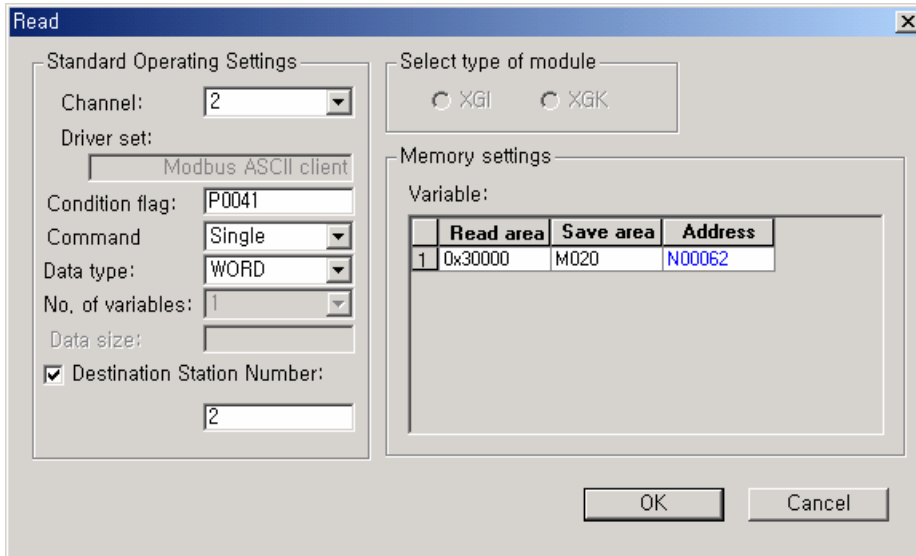 Read
Standard Operating Settings
Channel: 2
Driver set:
Modbus ASCII client
Condition flag: P0041
Command Single
Data type: WORD
No, of variables: 1
Data size:
Destination Station Number:
2
Select type of module
XGI XGK
Memory settings
Variable:
Read area Save area Address
1 0x30000 M020 N00062
OK Cancel